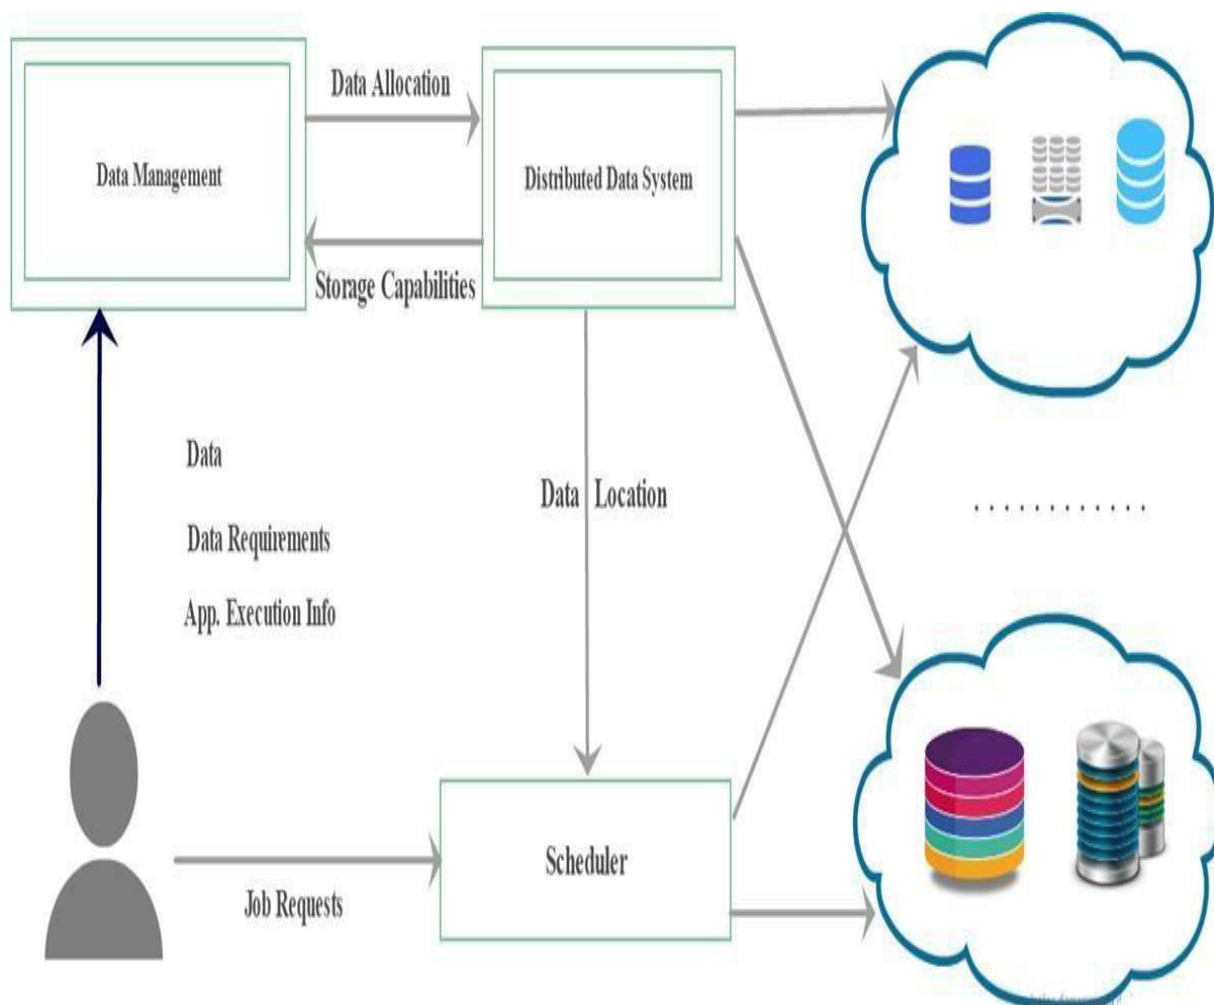 Data Allocation
Data Management
Distributed Data System
Storage Capabilities
Data
Data Location
Data Requirements
App. Execution Info
Scheduler
Job Requests